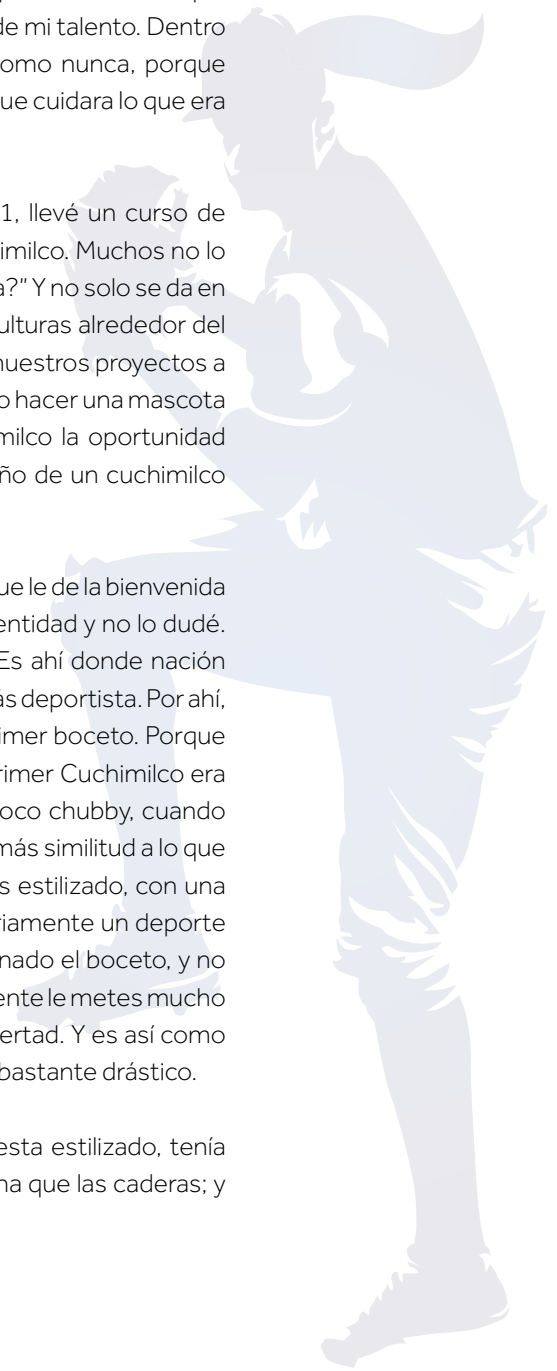 de mi talento. Dentro
omo nunca, porque
ue cuidara lo que era
1, llevé un curso de
imilco. Muchos no lo
a?" Y no solo se da en
ulturas alrededor del
nuestros proyectos a
o hacer una mascota
milco la oportunidad
ño de un cuchimilco
ue le de la bienvenida
entidad y no lo dudé.
Es ahí donde nación
ás deportista. Por ahí,
imer boceto. Porque
rimer Cuchimilco era
oco chubby, cuando
más similitud a lo que
s estilizado, con una
riamente un deporte
nado el boceto, y no
ente le metes mucho
ertad. Y es así como
bastante drástico.
esta estilizado, tenía
na que las caderas; y